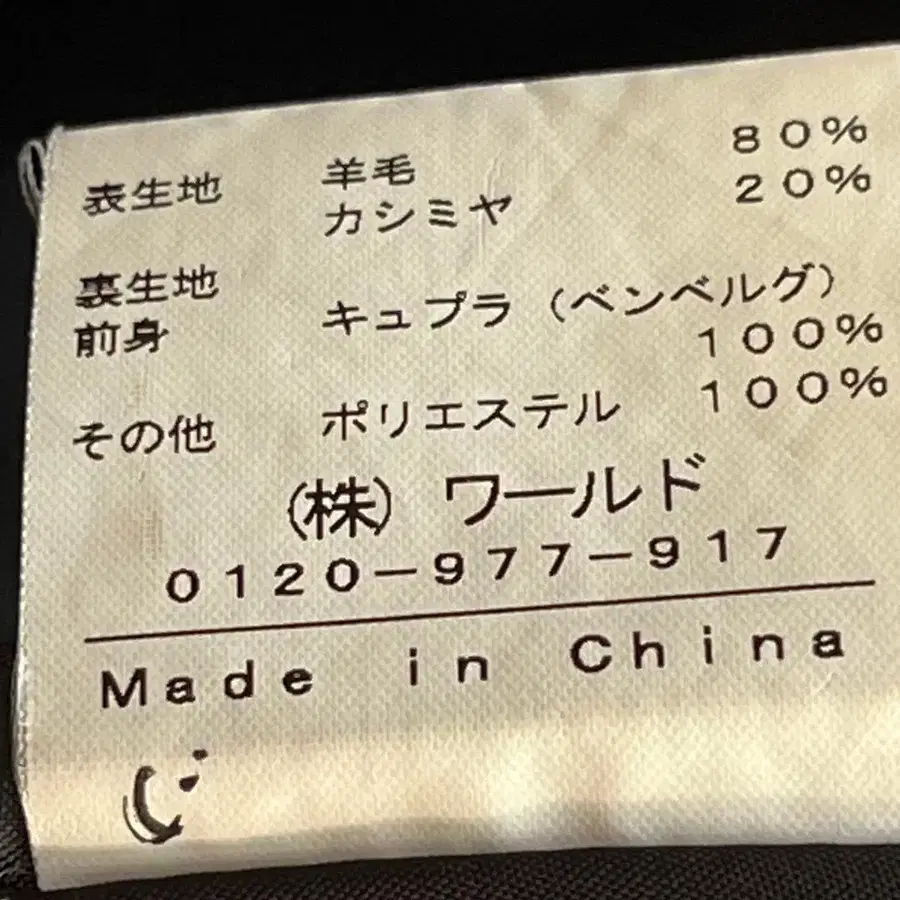 表生地 羊毛 80%
カシミヤ 20%
裏生地
前身 キュプラ（ベンベルグ）
100%
その他 ポリエステル 100%
（株） ワールド
0120-977-917
Made in China